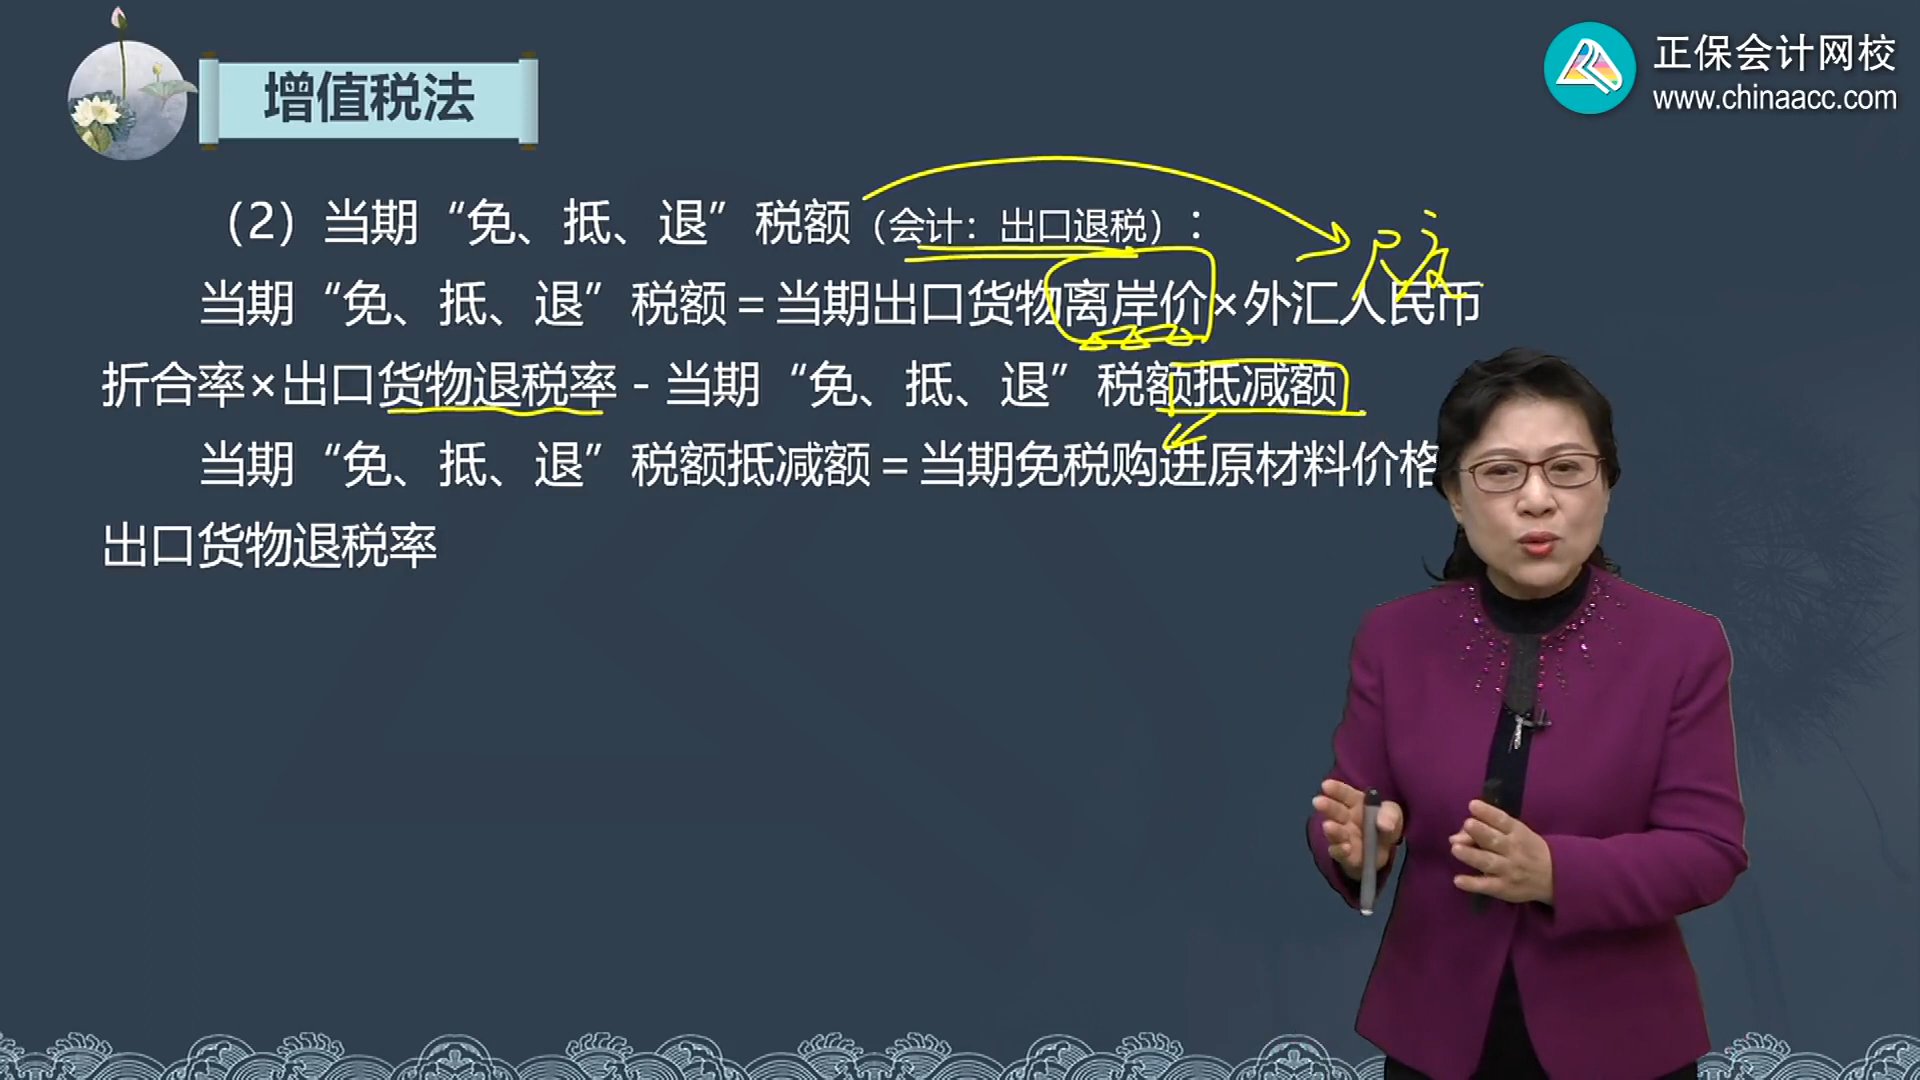 增值税法
正保会计网校
www.chinaacc.com
（2）当期“免、抵、退”税额（会计：出口退税）：
当期“免、抵、退”税额＝当期出口货物离岸价×外汇人民币
折合率×出口货物退税率－当期“免、抵、退”税额抵减额
当期“免、抵、退”税额抵减额＝当期免税购进原材料价格
出口货物退税率